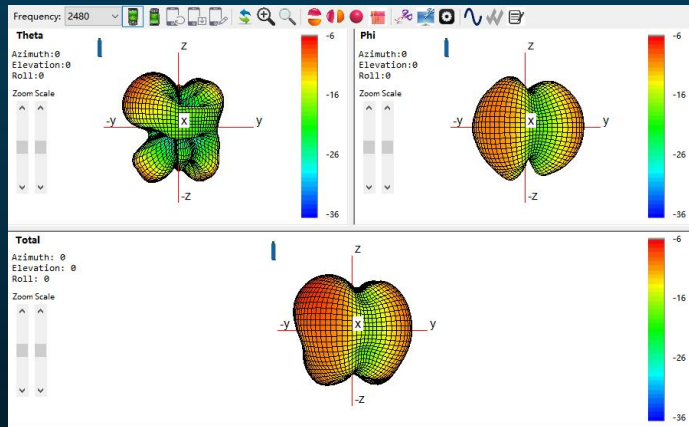 Frequency: 2480
Theta
Azimuth:0
Elevation:0
Roll:0
Zoom Scale
Z
-y
X
y
-Z
-6
-16
-26
-36
Phi
Azimuth:0
Elevation:0
Roll:0
Zoom Scale
Z
-y
X
y
-Z
-6
-16
-26
-36
Total
Azimuth: 0
Elevation: 0
Roll: 0
Zoom Scale
Z
-y
X
y
-Z
-6
-16
-26
-36